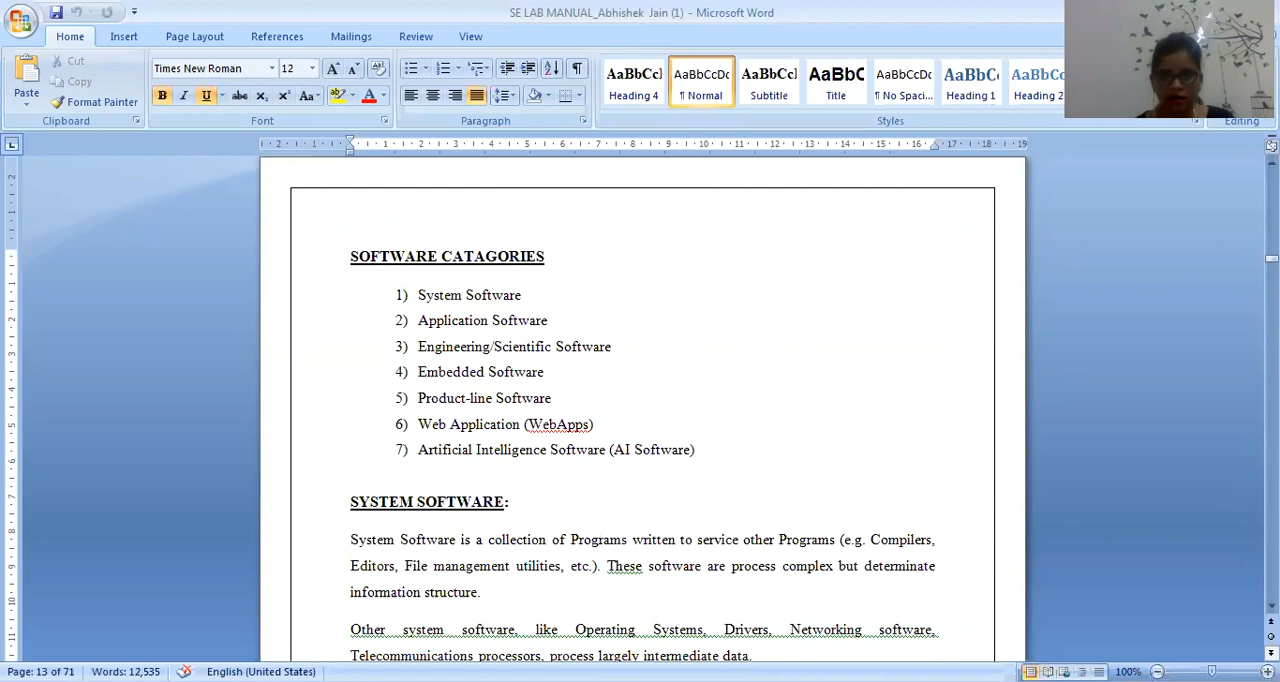 SE LAB MANUAL_Abhishek Jain (1) - Microsoft Word
Home Insert Page Layout References Mailings Review View
Paste
Cut
Copy
Format Painter
Clipboard
Times New Roman 12
Font
Paragraph
AaBbCcI AaBbCcDc AaBbCcI AaBbC AaBbCcDc AaBbC AaBbCc
Heading 4 ¶ Normal Subtitle Title ¶ No Spaci... Heading 1 Heading 2
Styles
Editing
SOFTWARE CATAGORIES
1) System Software
2) Application Software
3) Engineering/Scientific Software
4) Embedded Software
5) Product-line Software
6) Web Application (WebApps)
7) Artificial Intelligence Software (AI Software)
SYSTEM SOFTWARE:
System Software is a collection of Programs written to service other Programs (e.g. Compilers,
Editors, File management utilities, etc.). These software are process complex but determinate
information structure.
Other system software, like Operating Systems, Drivers, Networking software,
Telecommunications processors, process largely intermediate data.
Page: 13 of 71 Words: 12,535 English (United States) 100%